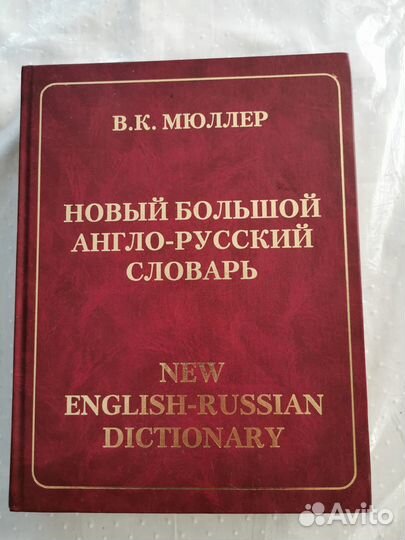 В.К. МЮЛЛЕР
НОВЫЙ БОЛЬШОЙ
АНГЛО-РУССКИЙ
СЛОВАРЬ
NEW
ENGLISH-RUSSIAN
DICTIONARY
Avito